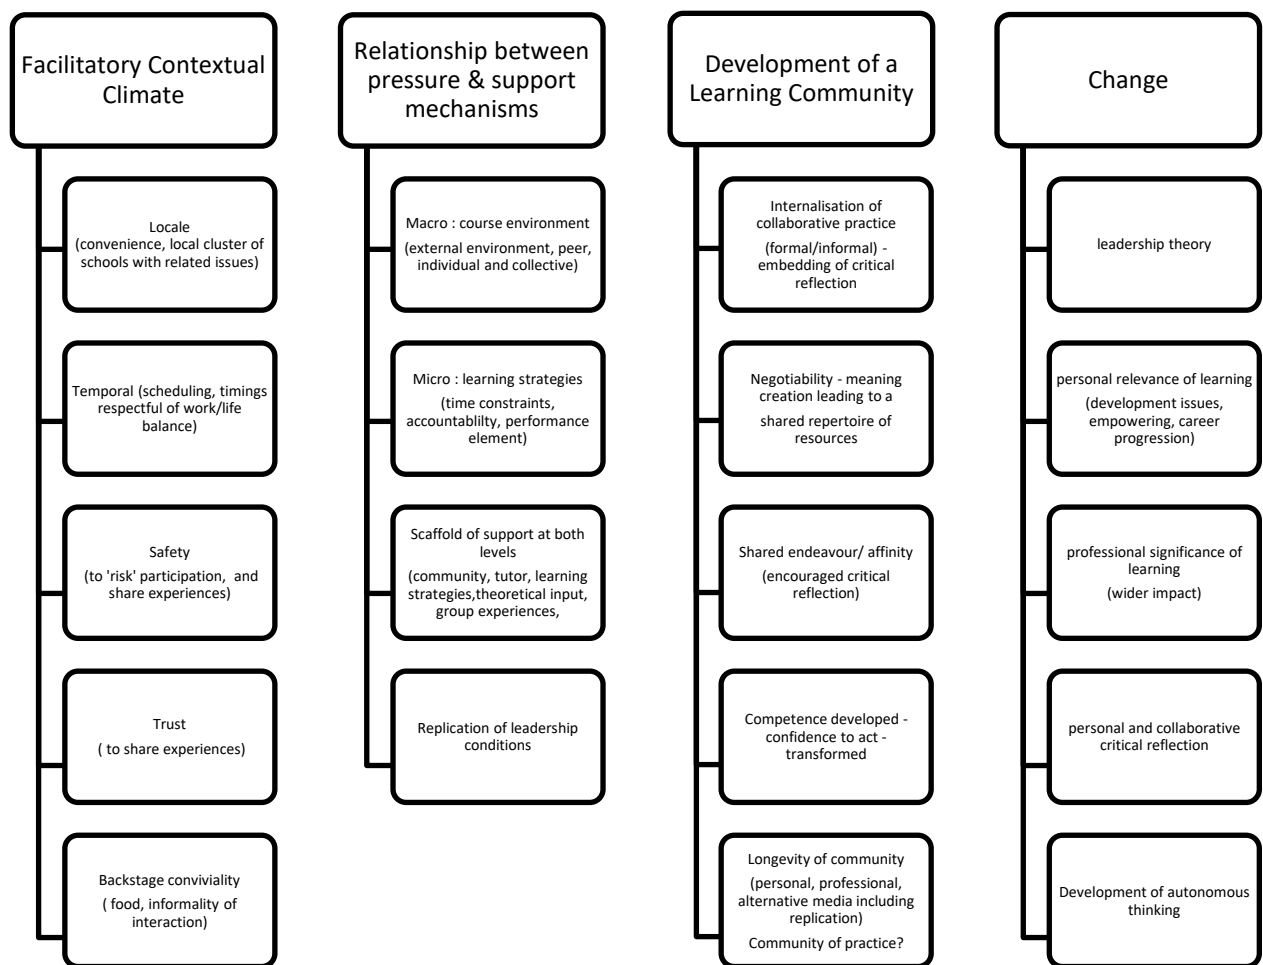 Facilitatory Contextual
Climate
Locale
(convenience, local cluster of
schools with related issues)
Temporal (scheduling, timings
respectful of work/life
balance)
Safety
(to 'risk' participation, and
share experiences)
Trust
( to share experiences)
Backstage conviviality
( food, informality of
interaction)
Relationship between
pressure & support
mechanisms
Macro : course environment
(external environment, peer,
individual and collective)
Micro : learning strategies
(time constraints,
accountablilty, performance
element)
Scaffold of support at both
levels
(community, tutor, learning
strategies,theoretical input,
group experiences,
Replication of leadership
conditions
Development of a
Learning Community
Internalisation of
collaborative practice
(formal/informal) -
embedding of critical
reflection
Negotiability - meaning
creation leading to a
shared repertoire of
resources
Shared endeavour/ affinity
(encouraged critical
reflection)
Competence developed -
confidence to act -
transformed
Longevity of community
(personal, professional,
alternative media including
replication)
Community of practice?
Change
leadership theory
personal relevance of learning
(development issues,
empowering, career
progression)
professional significance of
learning
(wider impact)
personal and collaborative
critical reflection
Development of autonomous
thinking